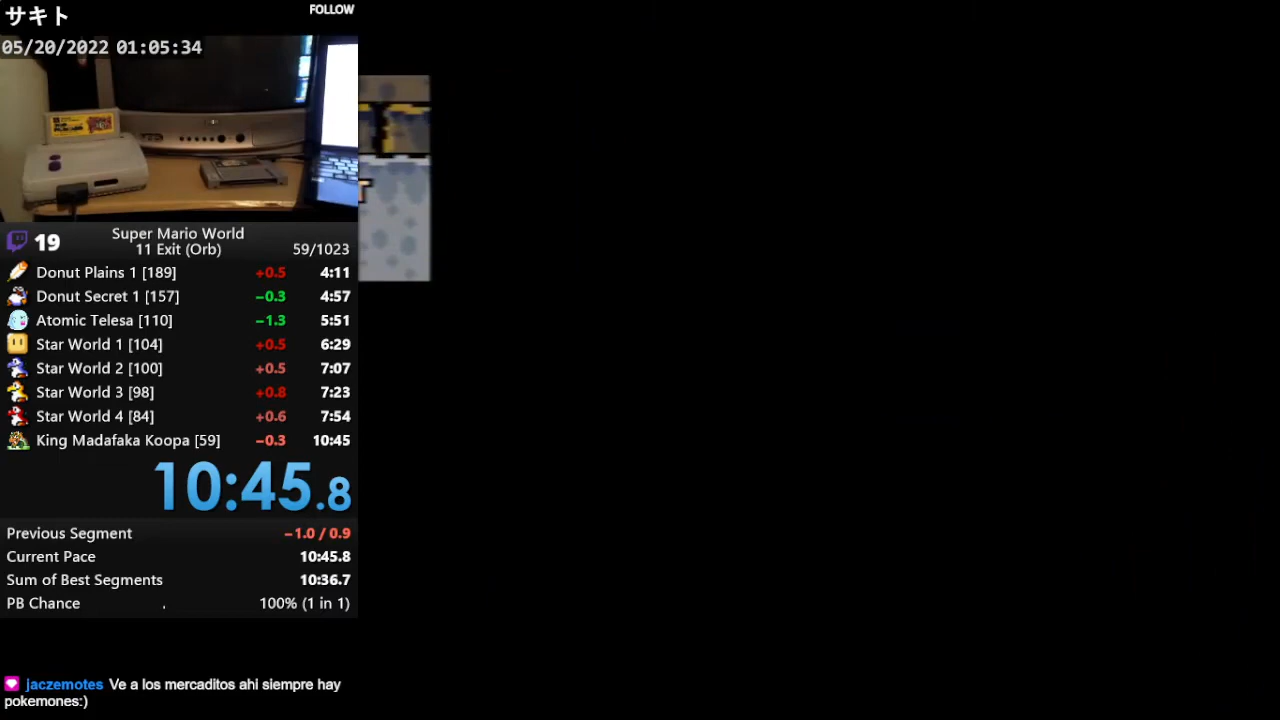 サキト
FOLLOW
05/20/2022 01:05:34
19
Super Mario World
11 Exit (Orb)
59/1023
Donut Plains 1 [189] +0.5 4:11
Donut Secret 1 [157] −0.3 4:57
Atomic Telesa [110] −1.3 5:51
Star World 1 [104] +0.5 6:29
Star World 2 [100] +0.5 7:07
Star World 3 [98] +0.8 7:23
Star World 4 [84] +0.6 7:54
King Madafaka Koopa [59] −0.3 10:45
10:45.8
Previous Segment −1.0 / 0.9
Current Pace 10:45.8
Sum of Best Segments 10:36.7
PB Chance 100% (1 in 1)
jaczemotes Ve a los mercaditos ahi siempre hay
pokemones:)